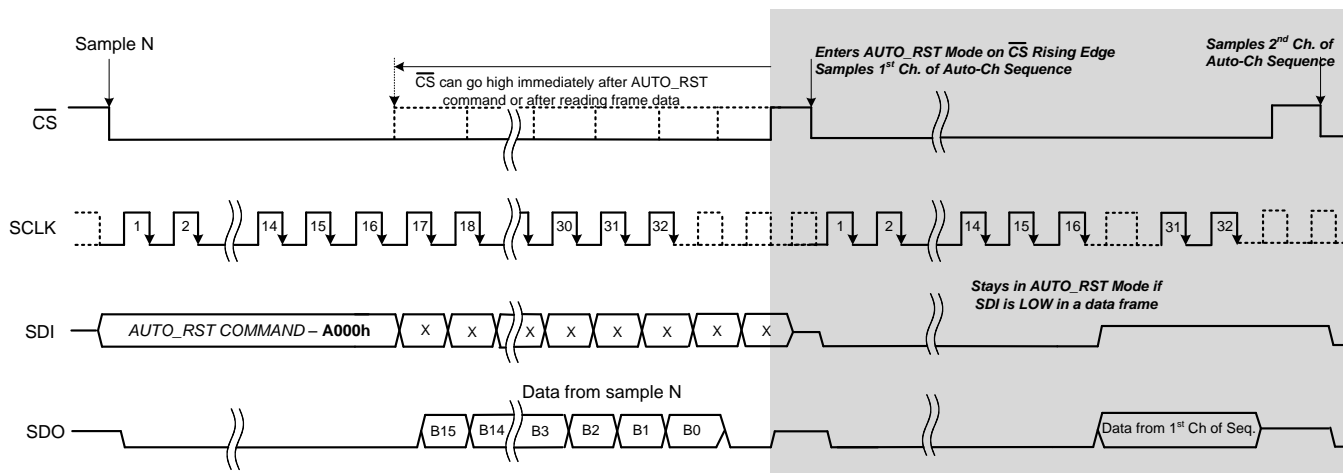 Sample N
Enters AUTO_RST Mode on CS Rising Edge
Samples 1st Ch. of Auto-Ch Sequence
Samples 2nd Ch. of
Auto-Ch Sequence
CS can go high immediately after AUTO_RST
command or after reading frame data
CS
SCLK
1 2 14 15 16 17 18 30 31 32 1 2 14 15 16 31 32
Stays in AUTO_RST Mode if
SDI is LOW in a data frame
SDI
AUTO_RST COMMAND – A000h X X X X X X X X
Data from sample N
SDO
B15 B14 B3 B2 B1 B0 Data from 1st Ch of Seq.